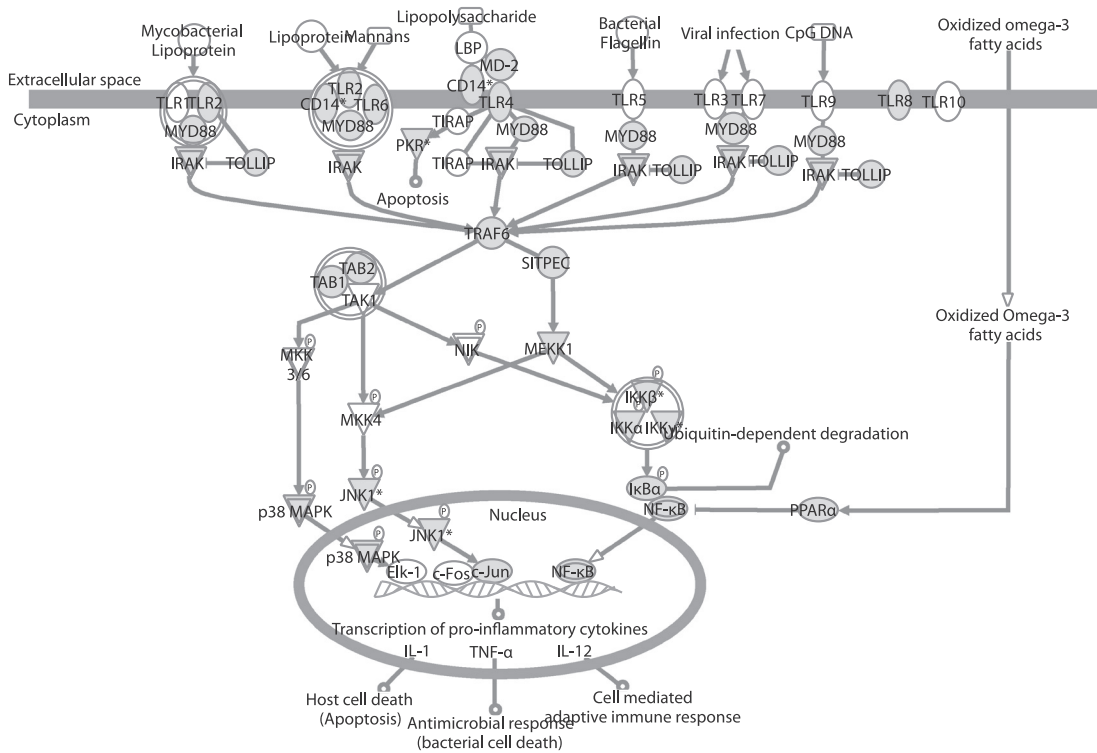 Lipopolysaccharide
Mycobacterial
Lipoprotein
Lipoprotein
Mannans
LBP
MD-2
Bacterial
Flagellin
Viral infection
CpG DNA
Oxidized omega-3
fatty acids
Extracellular space
Cytoplasm
TLR1
TLR2
MYD88
IRAK
TOLLIP
TLR2
CD14*
TLR6
MYD88
IRAK
CD14*
TLR4
TIRAP
MYD88
PKR*
TIRAP
IRAK
TOLLIP
Apoptosis
TLR5
MYD88
IRAK
TOLLIP
TLR3
TLR7
MYD88
IRAK
TOLLIP
TLR9
MYD88
IRAK
TOLLIP
TLR8
TLR10
TRAF6
SITPEC
TAB2
TAB1
TAK1
Oxidized Omega-3
fatty acids
P
MKK
3/6
P
NIK
MEKK1
P
MKK4
P
IKKβ*
P
IKKα
IKKγ*
Ubiquitin-dependent degradation
P
IκBα
NF-κB
PPARα
P
p38 MAPK
P
JNK1*
Nucleus
P
JNK1*
P
p38 MAPK
Elk-1
c-Fos
c-Jun
NF-κB
Transcription of pro-inflammatory cytokines
IL-1
TNF-α
IL-12
Host cell death
(Apoptosis)
Antimicrobial response
(bacterial cell death)
Cell mediated
adaptive immune response